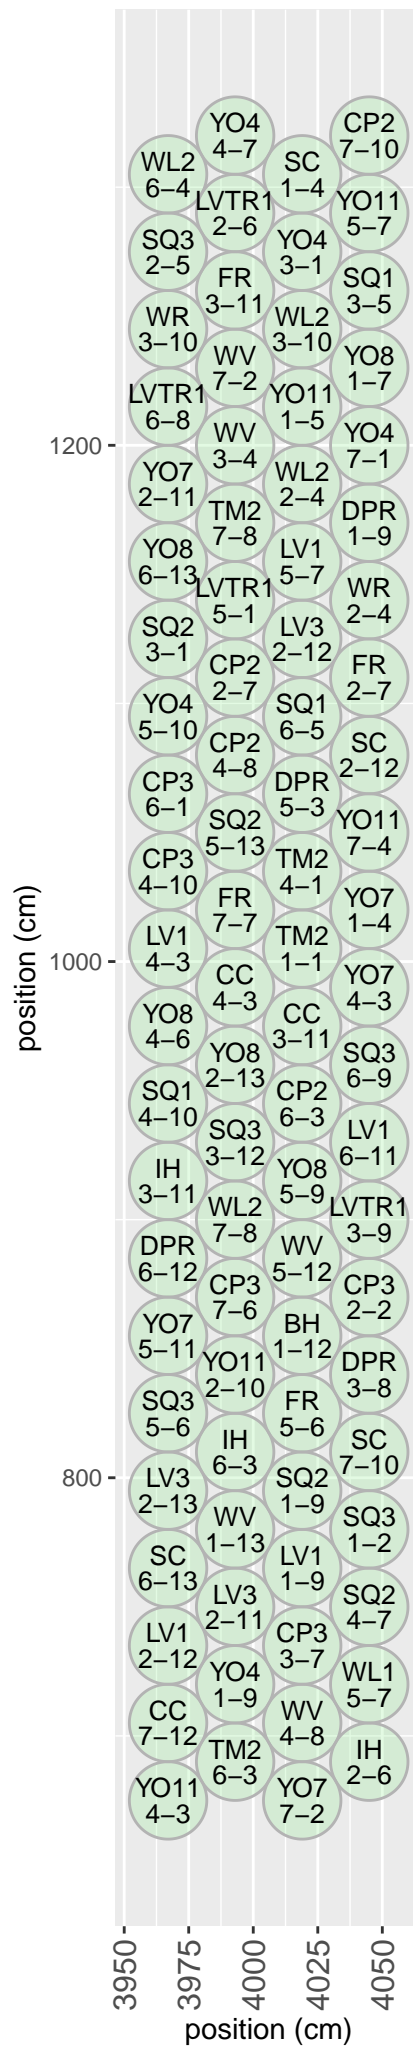 YO4
4−7
CP2
7−10
WL2
6−4
SC
1−4
LVTR1
2−6
YO11
5−7
SQ3
2−5
YO4
3−1
FR
3−11
SQ1
3−5
WR
3−10
WL2
3−10
WV
7−2
YO8
1−7
LVTR1
6−8
YO11
1−5
WV
3−4
YO4
7−1
1200
YO7
2−11
WL2
2−4
TM2
7−8
DPR
1−9
YO8
6−13
LV1
5−7
LVTR1
5−1
WR
2−4
SQ2
3−1
LV3
2−12
CP2
2−7
FR
2−7
YO4
5−10
SQ1
6−5
CP2
4−8
SC
2−12
CP3
6−1
DPR
5−3
SQ2
5−13
YO11
7−4
CP3
4−10
TM2
4−1
FR
7−7
YO7
1−4
LV1
4−3
TM2
1−1
1000
CC
4−3
YO7
4−3
YO8
4−6
CC
3−11
YO8
2−13
SQ3
6−9
SQ1
4−10
CP2
6−3
SQ3
3−12
LV1
6−11
IH
3−11
YO8
5−9
WL2
7−8
LVTR1
3−9
DPR
6−12
WV
5−12
CP3
7−6
CP3
2−2
YO7
5−11
BH
1−12
YO11
2−10
DPR
3−8
SQ3
5−6
FR
5−6
IH
6−3
SC
7−10
800
LV3
2−13
SQ2
1−9
WV
1−13
SQ3
1−2
SC
6−13
LV1
1−9
LV3
2−11
SQ2
4−7
LV1
2−12
CP3
3−7
YO4
1−9
WL1
5−7
CC
7−12
WV
4−8
TM2
6−3
IH
2−6
YO11
4−3
YO7
7−2
position (cm)
3950
3975
4000
4025
4050
position (cm)